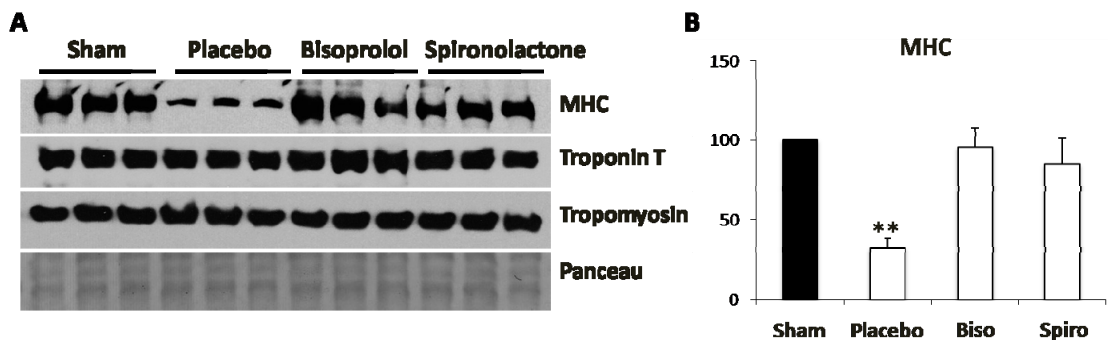 A
Sham Placebo Bisoprolol Spironolactone
MHC
Troponin T
Tropomyosin
Panceau
B
MHC
150
100
50
0
**
Sham Placebo Biso Spiro